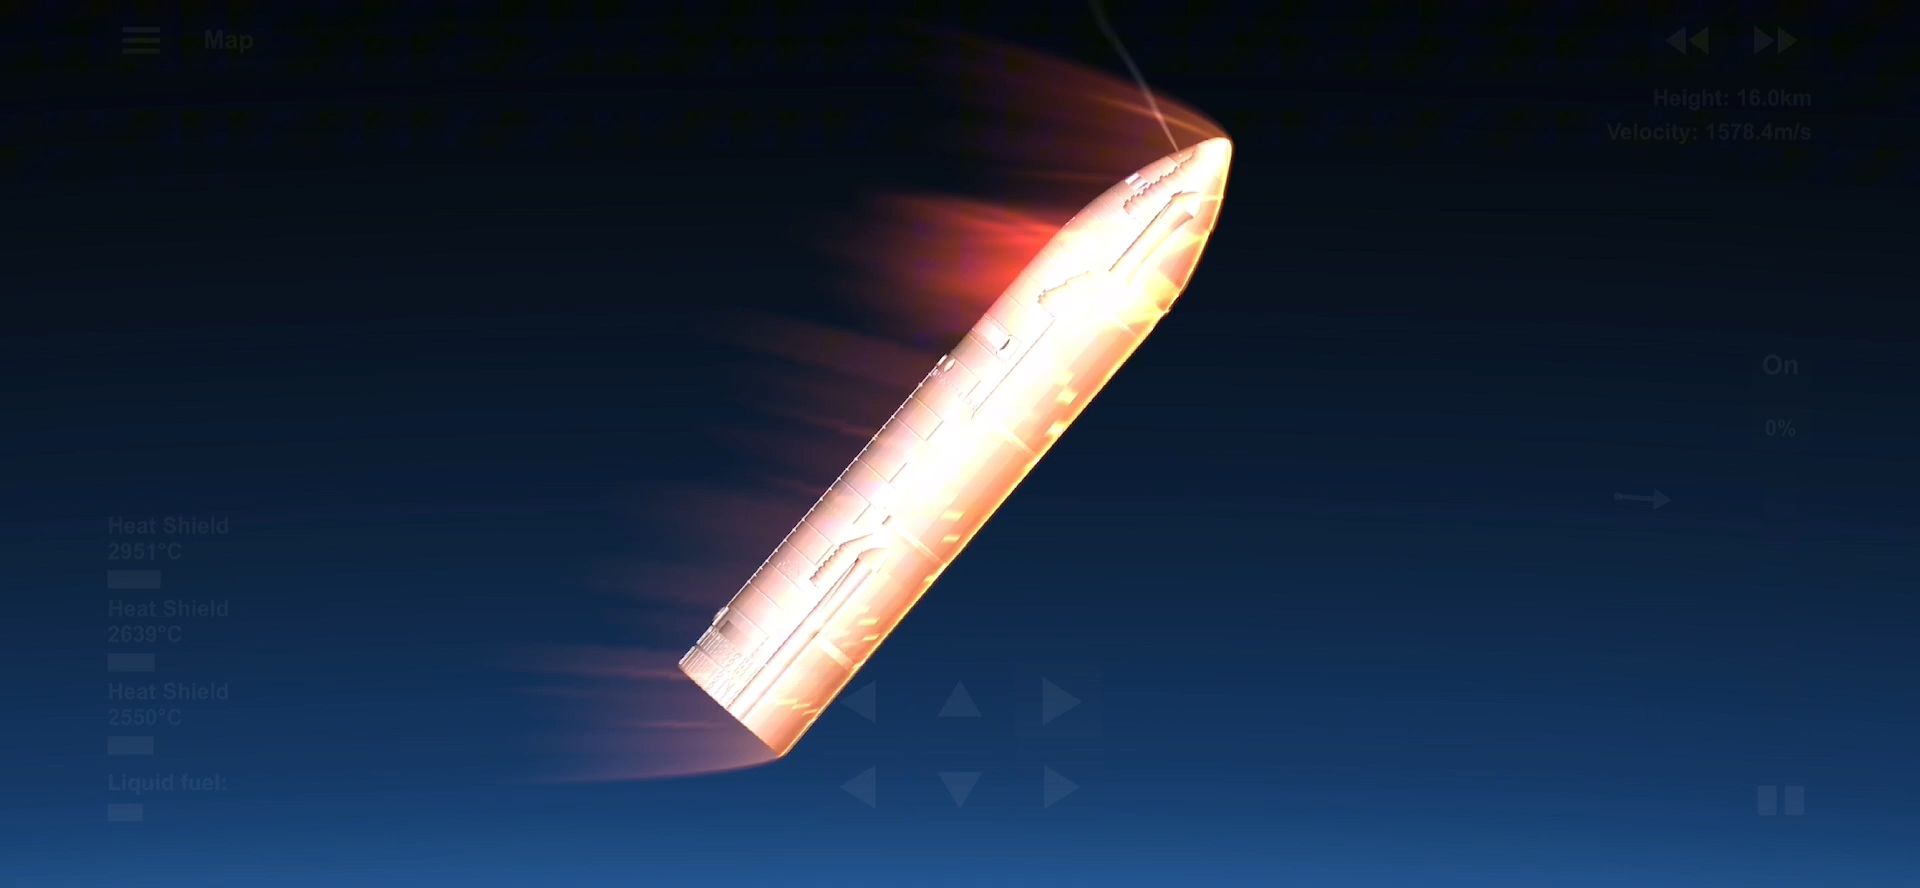 Map
Height: 16.0km
Velocity: 1578.4m/s
On
0%
Heat Shield
2951°C
Heat Shield
2639°C
Heat Shield
2550°C
Liquid fuel: